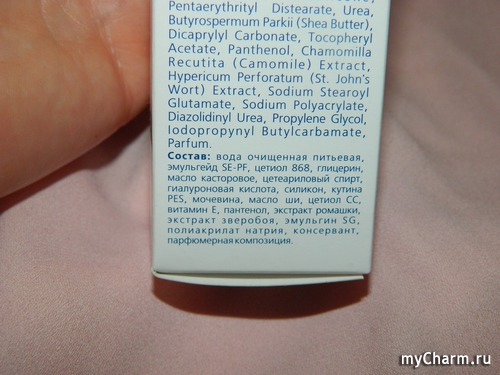 Pentaerythrityl Distearate, Urea,
Butyrospermum Parkii (Shea Butter),
Dicaprylyl Carbonate, Tocopheryl
Acetate, Panthenol, Chamomilla
Recutita (Camomile) Extract,
Hypericum Perforatum (St. John's
Wort) Extract, Sodium Stearoyl
Glutamate, Sodium Polyacrylate,
Diazolidinyl Urea, Propylene Glycol,
Iodopropynyl Butylcarbamate,
Parfum.
Состав: вода очищенная питьевая,
эмульгейд SE-PF, цетиол 868, глицерин,
масло касторовое, цетеариловый спирт,
гиалуроновая кислота, силикон, кутина
PES, мочевина, масло ши, цетиол CC,
витамин Е, пантенол, экстракт ромашки,
экстракт зверобоя, эмульгин SG,
полиакрилат натрия, консервант,
парфюмерная композиция.
myCharm.ru